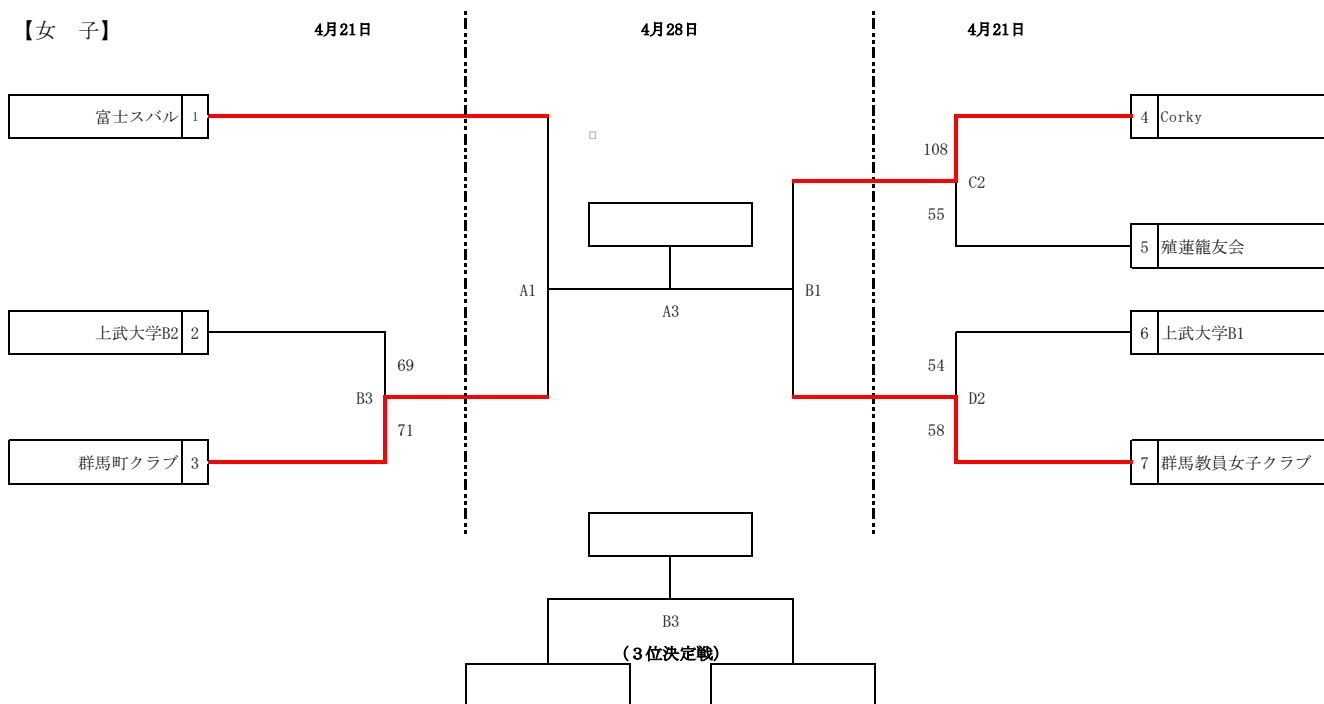 【女　子】
4月21日
4月28日
4月21日
富士スバル 1
4 Corky
108
C2
55
5 殖蓮籠友会
A1
A3
B1
上武大学B2 2
6 上武大学B1
69
54
B3
D2
71
58
群馬町クラブ 3
7 群馬教員女子クラブ
B3
(３位決定戦)